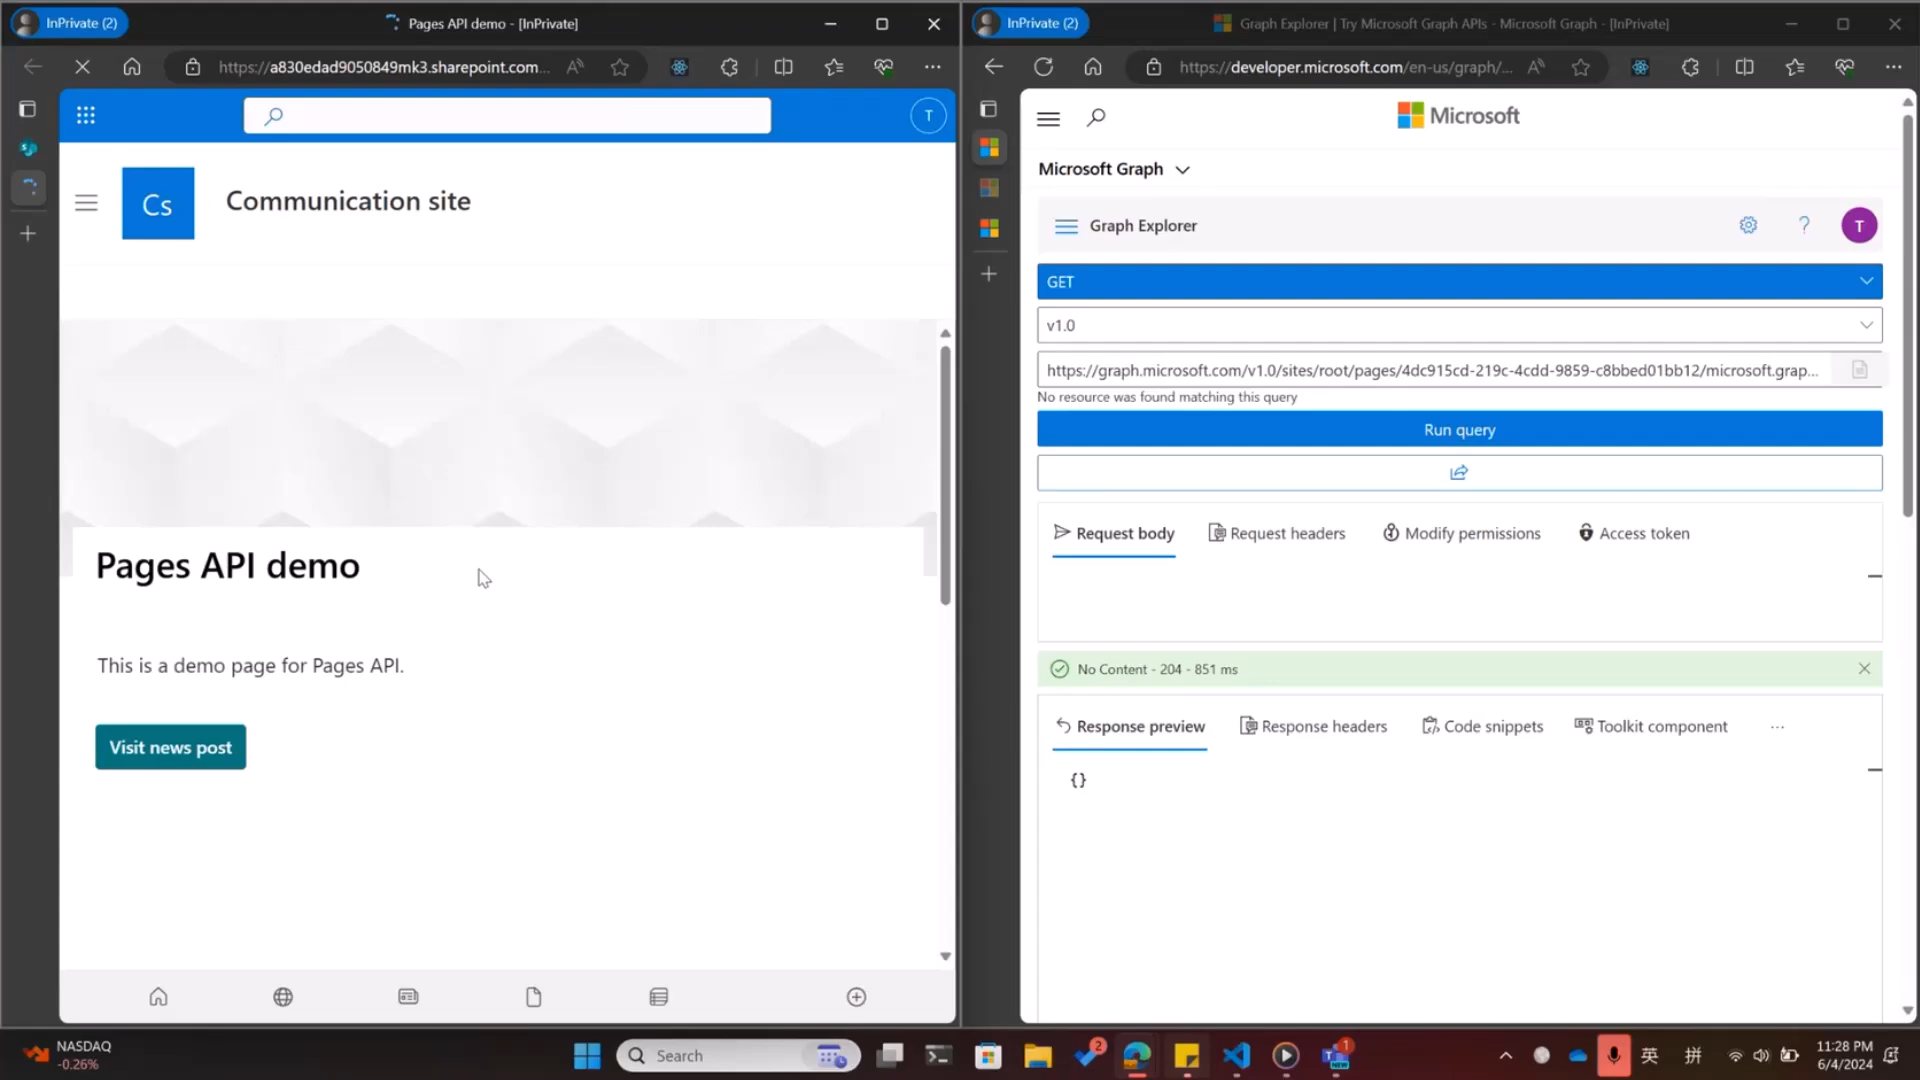 InPrivate (2)
Pages API demo - [InPrivate]
https://a830edad9050849mk3.sharepoint.com...
T
Cs
Communication site
Pages API demo
This is a demo page for Pages API.
Visit news post
InPrivate (2)
Graph Explorer | Try Microsoft Graph APIs - Microsoft Graph - [InPrivate]
https://developer.microsoft.com/en-us/graph/...
Microsoft
Microsoft Graph
Graph Explorer
?
T
GET
v1.0
https://graph.microsoft.com/v1.0/sites/root/pages/4dc915cd-219c-4cdd-9859-c8bbed01bb12/microsoft.grap...
No resource was found matching this query
Run query
Request body
Request headers
Modify permissions
Access token
No Content - 204 - 851 ms
Response preview
Response headers
Code snippets
Toolkit component
...
{}
NASDAQ
-0.26%
Search
2
1
NEW
英
拼
11:28 PM
6/4/2024